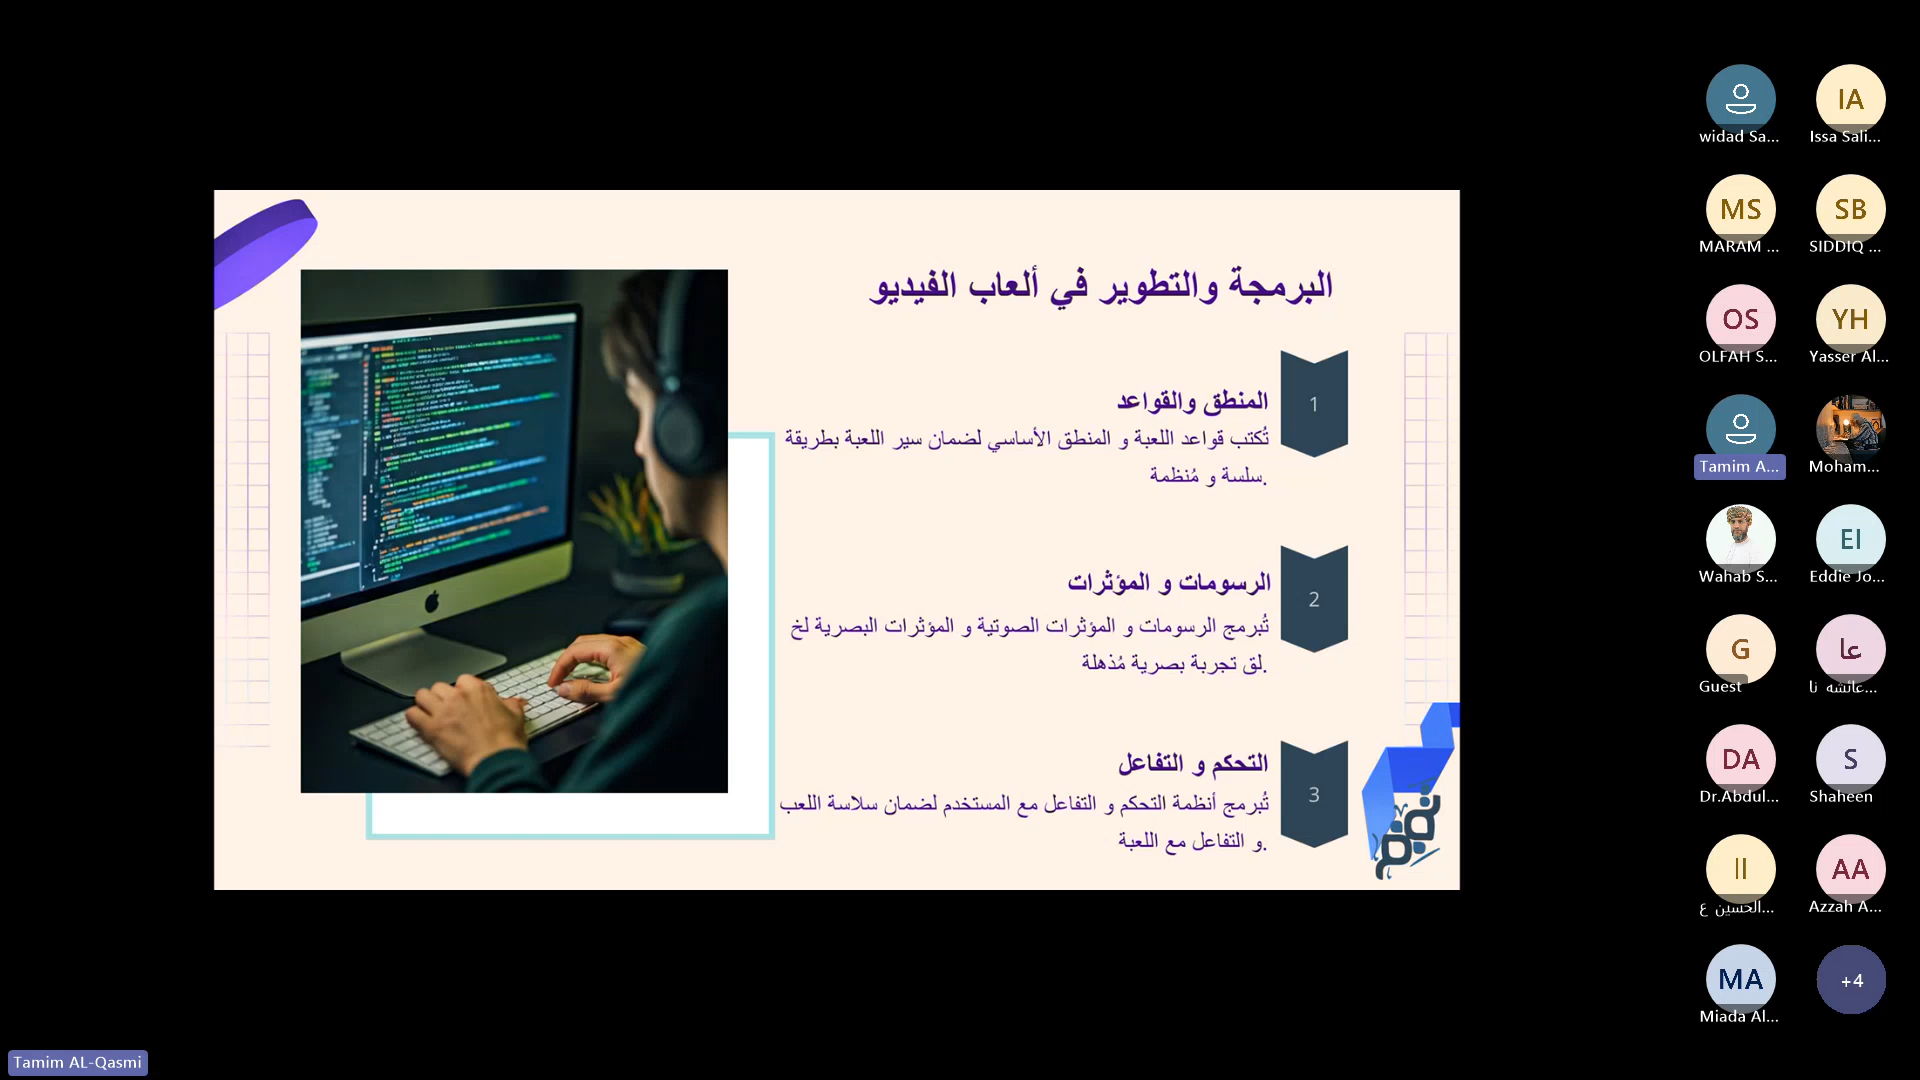 البرمجة والتطوير في ألعاب الفيديو
1
المنطق والقواعد
تُكتب قواعد اللعبة و المنطق الأساسي لضمان سير اللعبة بطريقة
سلسة و مُنظمة.
2
الرسومات و المؤثرات
تُبرمج الرسومات و المؤثرات الصوتية و المؤثرات البصرية لخ
لق تجربة بصرية مُذهلة.
3
التحكم و التفاعل
تُبرمج أنظمة التحكم و التفاعل مع المستخدم لضمان سلاسة اللعب
و التفاعل مع اللعبة.
widad Sa...
IA
Issa Sali...
MS
MARAM ...
SB
SIDDIQ ...
OS
OLFAH S...
YH
Yasser Al...
Tamim A...
Moham...
Wahab S...
EI
Eddie Jo...
G
Guest
عا
عائشه نا...
DA
Dr.Abdul...
S
Shaheen
اا
الحسين ع...
AA
Azzah A...
MA
Miada Al...
+4
Tamim AL-Qasmi